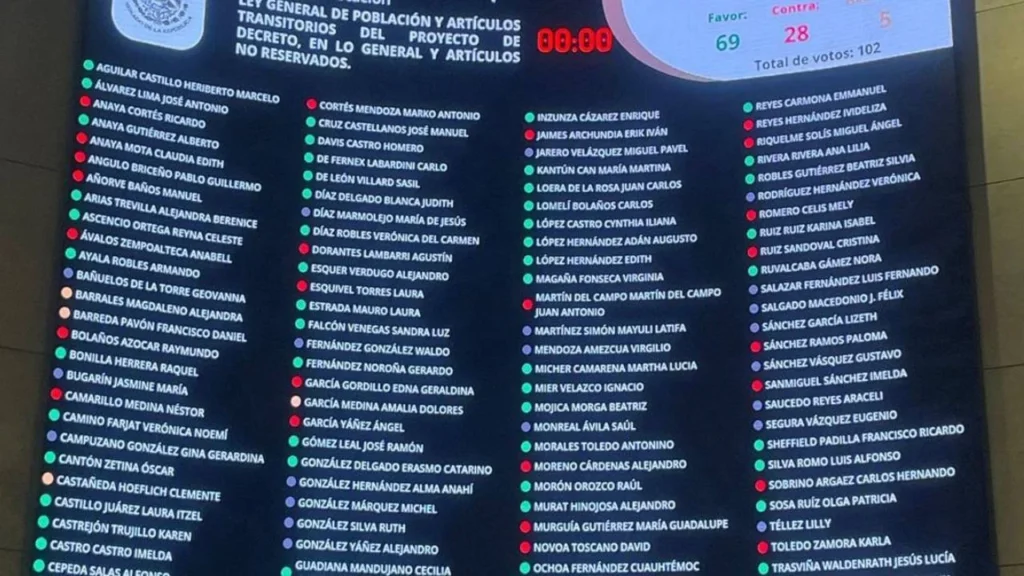 LEY GENERAL DE POBLACIÓN Y ARTÍCULOS
TRANSITORIOS DEL PROYECTO DE
DECRETO, EN LO GENERAL Y ARTÍCULOS
NO RESERVADOS.
00:00
Favor:
Contra:
69
28
5
Total de votos: 102
AGUILAR CASTILLO HERIBERTO MARCELO
ÁLVAREZ LIMA JOSÉ ANTONIO
ANAYA CORTÉS RICARDO
ANAYA GUTIÉRREZ ALBERTO
ANAYA MOTA CLAUDIA EDITH
ANGULO BRICEÑO PABLO GUILLERMO
AÑORVE BAÑOS MANUEL
ARIAS TREVILLA ALEJANDRA BERENICE
ASCENCIO ORTEGA REYNA CELESTE
ÁVALOS ZEMPOALTECA ANABELL
AYALA ROBLES ARMANDO
BAÑUELOS DE LA TORRE GEOVANNA
BARRALES MAGDALENO ALEJANDRA
BARREDA PAVÓN FRANCISCO DANIEL
BOLAÑOS AZOCAR RAYMUNDO
BONILLA HERRERA RAQUEL
BUGARÍN JASMINE MARÍA
CAMARILLO MEDINA NÉSTOR
CAMINO FARJAT VERÓNICA NOEMÍ
CAMPUZANO GONZÁLEZ GINA GERARDINA
CANTÓN ZETINA ÓSCAR
CASTAÑEDA HOEFLICH CLEMENTE
CASTILLO JUÁREZ LAURA ITZEL
CASTREJÓN TRUJILLO KAREN
CASTRO CASTRO IMELDA
CEPEDA SALAS ALFONSO
CORTÉS MENDOZA MARKO ANTONIO
CRUZ CASTELLANOS JOSÉ MANUEL
DAVIS CASTRO HOMERO
DE FERNEX LABARDINI CARLO
DE LEÓN VILLARD SASIL
DÍAZ DELGADO BLANCA JUDITH
DÍAZ MARMOLEJO MARÍA DE JESÚS
DÍAZ ROBLES VERÓNICA DEL CARMEN
DORANTES LAMBARRI AGUSTÍN
ESQUER VERDUGO ALEJANDRO
ESQUIVEL TORRES LAURA
ESTRADA MAURO LAURA
FALCÓN VENEGAS SANDRA LUZ
FERNÁNDEZ GONZÁLEZ WALDO
FERNÁNDEZ NOROÑA GERARDO
GARCÍA GORDILLO EDNA GERALDINA
GARCÍA MEDINA AMALIA DOLORES
GARCÍA YÁÑEZ ÁNGEL
GÓMEZ LEAL JOSÉ RAMÓN
GONZÁLEZ DELGADO ERASMO CATARINO
GONZÁLEZ HERNÁNDEZ ALMA ANAHÍ
GONZÁLEZ MÁRQUEZ MICHEL
GONZÁLEZ SILVA RUTH
GONZÁLEZ YÁÑEZ ALEJANDRO
GUADIANA MANDUJANO CECILIA
INZUNZA CÁZAREZ ENRIQUE
JAIMES ARCHUNDIA ERIK IVÁN
JARERO VELÁZQUEZ MIGUEL PAVEL
KANTÚN CAN MARÍA MARTINA
LOERA DE LA ROSA JUAN CARLOS
LOMELÍ BOLAÑOS CARLOS
LÓPEZ CASTRO CYNTHIA ILIANA
LÓPEZ HERNÁNDEZ ADÁN AUGUSTO
LÓPEZ HERNÁNDEZ EDITH
MAGAÑA FONSECA VIRGINIA
MARTÍN DEL CAMPO MARTÍN DEL CAMPO
JUAN ANTONIO
MARTÍNEZ SIMÓN MAYULI LATIFA
MENDOZA AMEZCUA VIRGILIO
MICHER CAMARENA MARTHA LUCIA
MIER VELAZCO IGNACIO
MOJICA MORGA BEATRIZ
MONREAL ÁVILA SAÚL
MORALES TOLEDO ANTONINO
MORENO CÁRDENAS ALEJANDRO
MORÓN OROZCO RAÚL
MURAT HINOJOSA ALEJANDRO
MURGUÍA GUTIÉRREZ MARÍA GUADALUPE
NOVOA TOSCANO DAVID
OCHOA FERNÁNDEZ CUAUHTÉMOC
REYES CARMONA EMMANUEL
REYES HERNÁNDEZ IVIDELIZA
RIQUELME SOLÍS MIGUEL ÁNGEL
RIVERA RIVERA ANA LILIA
ROBLES GUTIÉRREZ BEATRIZ SILVIA
RODRÍGUEZ HERNÁNDEZ VERÓNICA
ROMERO CELIS MELY
RUIZ RUIZ KARINA ISABEL
RUIZ SANDOVAL CRISTINA
RUVALCABA GÁMEZ NORA
SALAZAR FERNÁNDEZ LUIS FERNANDO
SALGADO MACEDONIO J. FÉLIX
SÁNCHEZ GARCÍA LIZETH
SÁNCHEZ RAMOS PALOMA
SÁNCHEZ VÁSQUEZ GUSTAVO
SANMIGUEL SÁNCHEZ IMELDA
SAUCEDO REYES ARACELI
SEGURA VÁZQUEZ EUGENIO
SHEFFIELD PADILLA FRANCISCO RICARDO
SILVA ROMO LUIS ALFONSO
SOBRINO ARGAEZ CARLOS HERNANDO
SOSA RUÍZ OLGA PATRICIA
TÉLLEZ LILLY
TOLEDO ZAMORA KARLA
TRASVIÑA WALDENRATH JESÚS LUCÍA